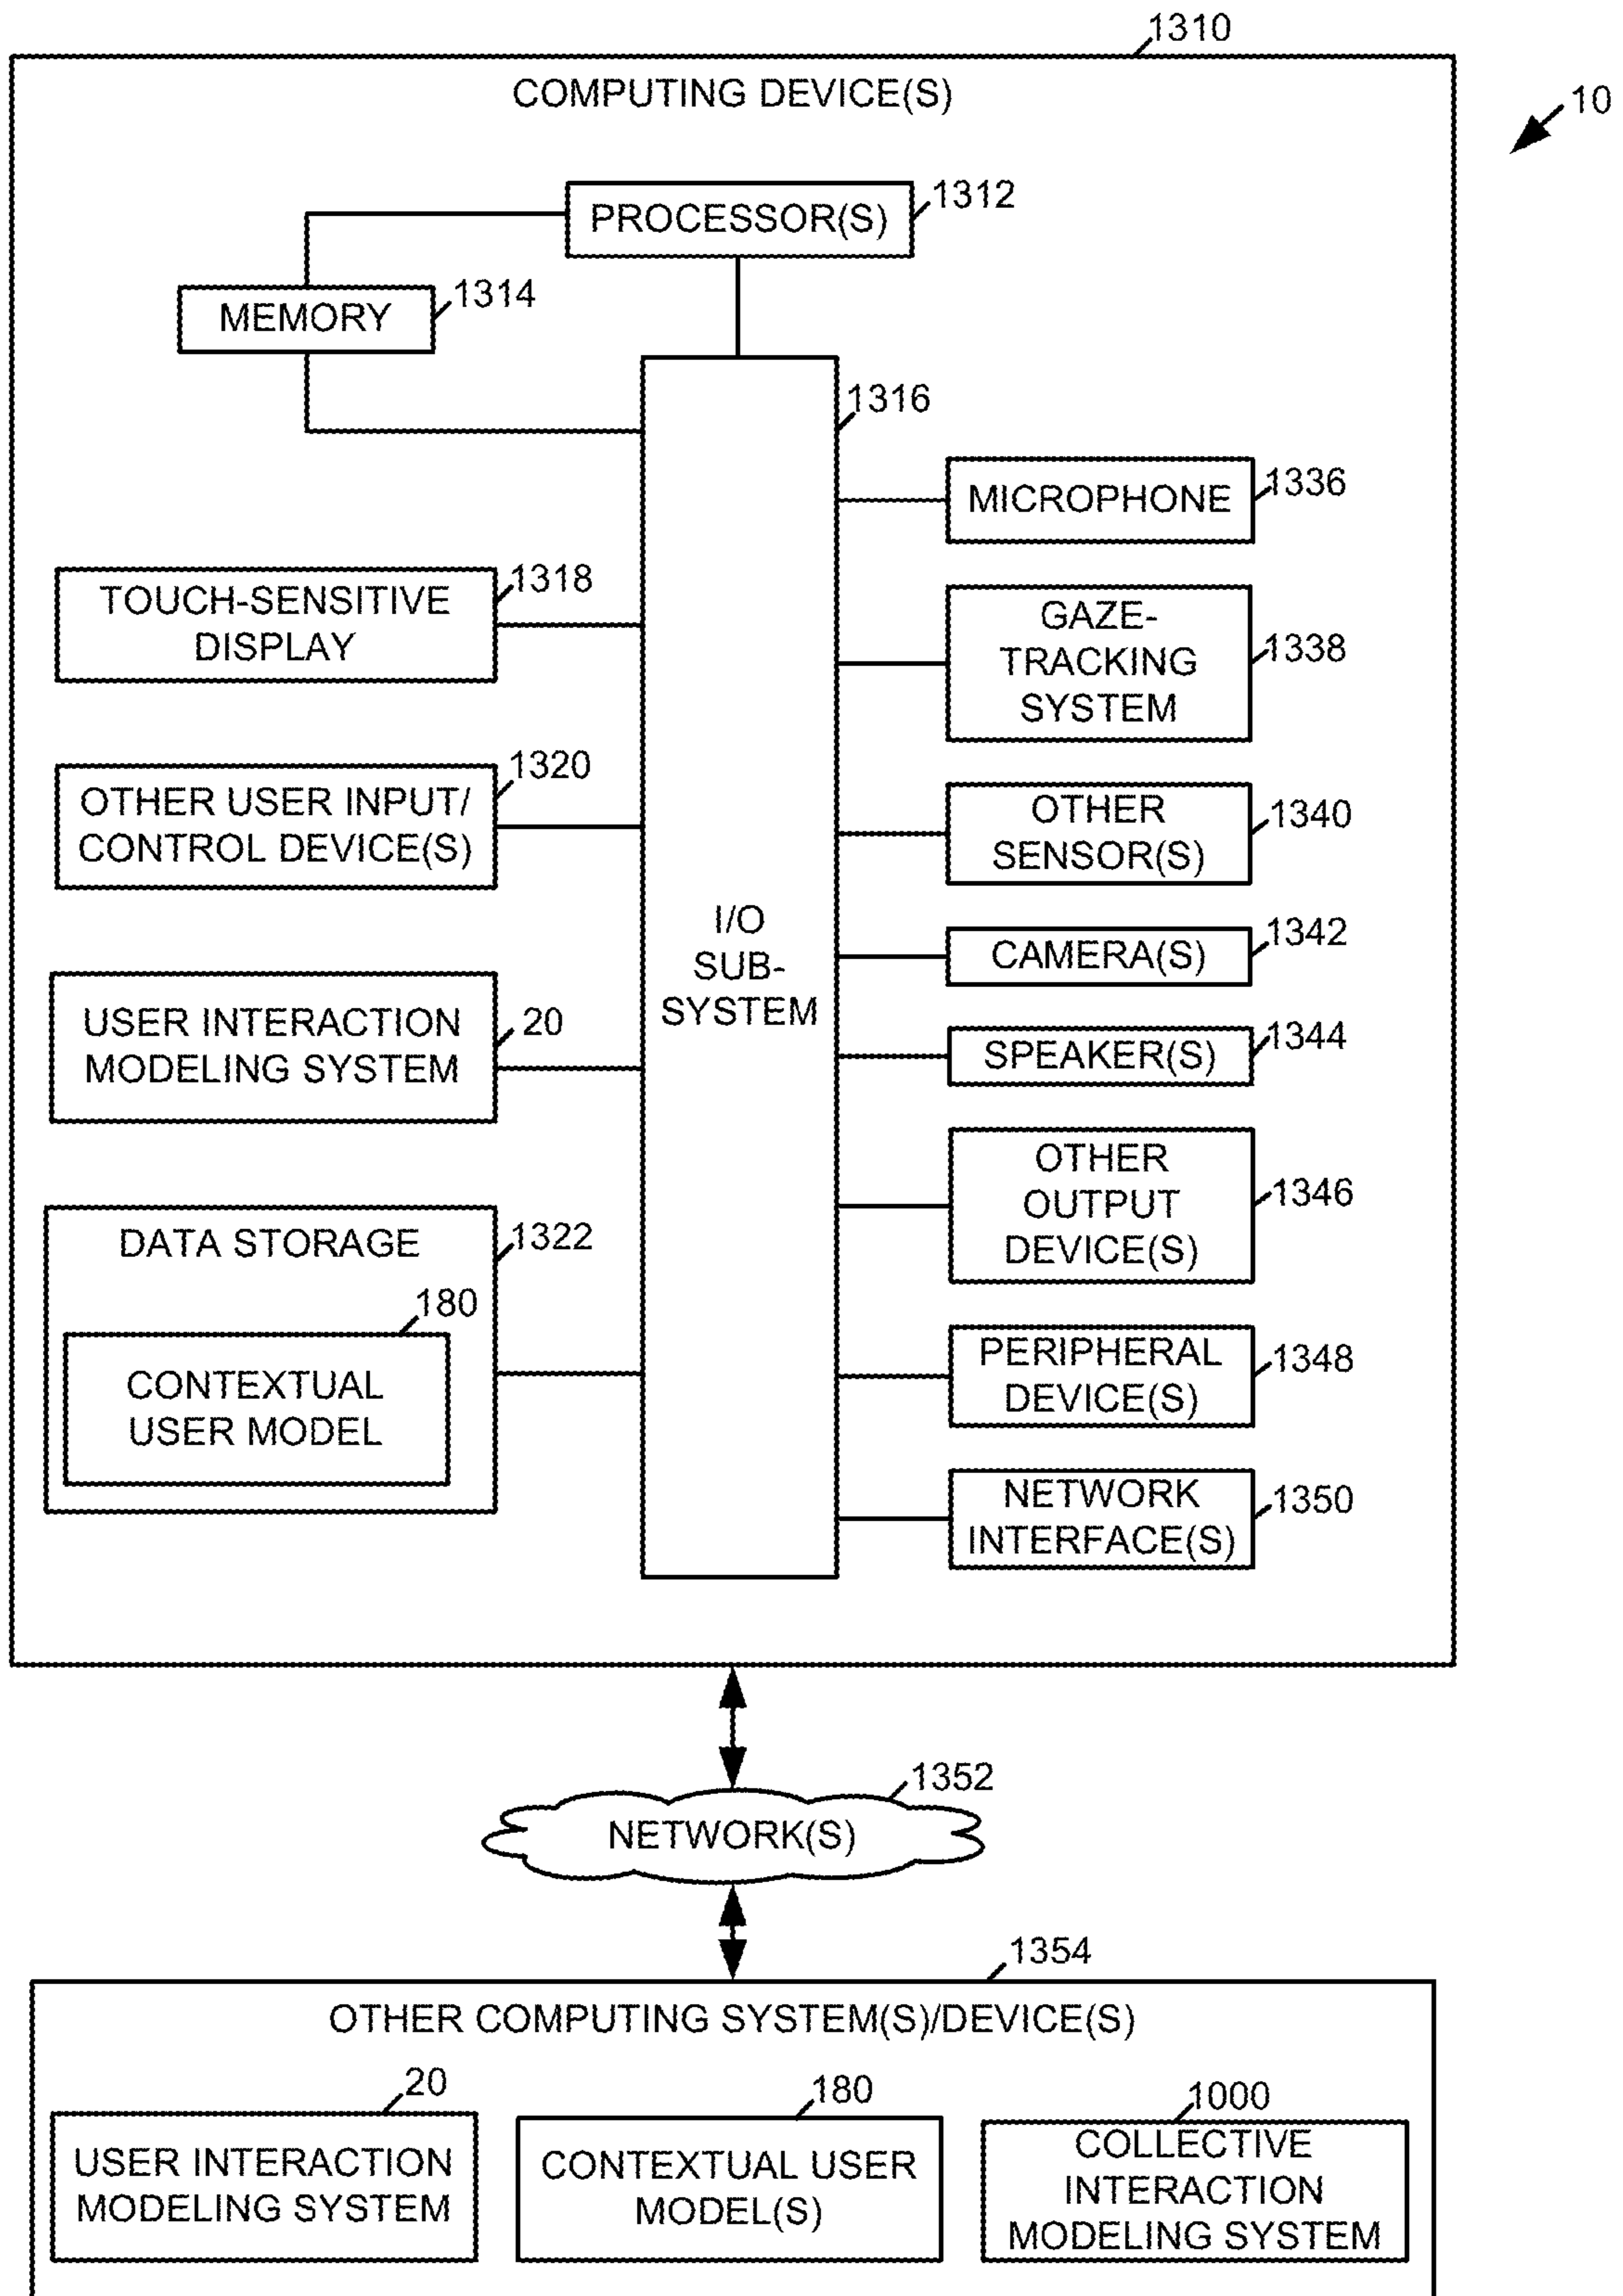 1310
COMPUTING DEVICE(S)
10
PROCESSOR(S)
1312
MEMORY
1314
1316
I/O
SUB-
SYSTEM
TOUCH-SENSITIVE
DISPLAY
1318
OTHER USER INPUT/
CONTROL DEVICE(S)
1320
USER INTERACTION
MODELING SYSTEM
20
DATA STORAGE
1322
180
CONTEXTUAL
USER MODEL
MICROPHONE
1336
GAZE-
TRACKING
SYSTEM
1338
OTHER
SENSOR(S)
1340
CAMERA(S)
1342
SPEAKER(S)
1344
OTHER
OUTPUT
DEVICE(S)
1346
PERIPHERAL
DEVICE(S)
1348
NETWORK
INTERFACE(S)
1350
1352
NETWORK(S)
1354
OTHER COMPUTING SYSTEM(S)/DEVICE(S)
20
USER INTERACTION
MODELING SYSTEM
180
CONTEXTUAL USER
MODEL(S)
1000
COLLECTIVE
INTERACTION
MODELING SYSTEM